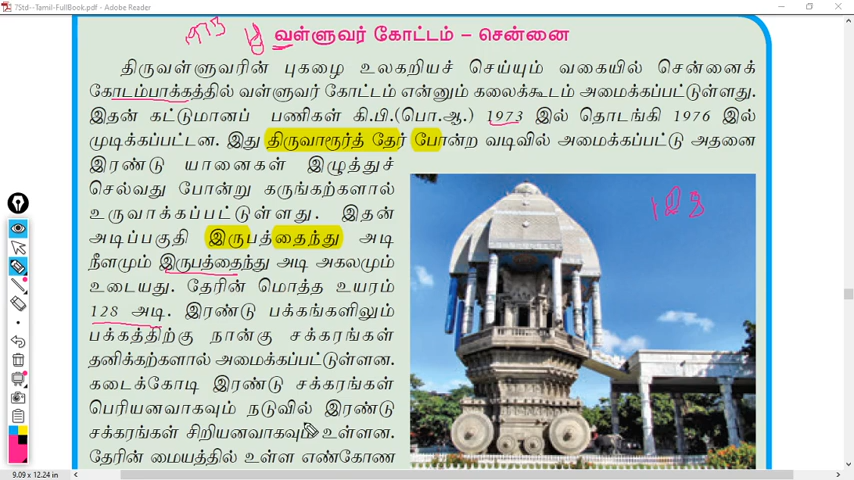 7Std--Tamil-FullBook.pdf - Adobe Reader
1973
வள்ளுவர் கோட்டம் – சென்னை
திருவள்ளுவரின் புகழை உலகறியச் செய்யும் வகையில் சென்னைக்
கோடம்பாக்கத்தில் வள்ளுவர் கோட்டம் என்னும் கலைக்கூடம் அமைக்கப்பட்டுள்ளது.
இதன் கட்டுமானப் பணிகள் கி.பி.(பொ.ஆ.) 1973 இல் தொடங்கி 1976 இல்
முடிக்கப்பட்டன. இது திருவாரூர்த் தேர் போன்ற வடிவில் அமைக்கப்பட்டு அதனை
இரண்டு யானைகள் இழுத்துச்
செல்வது போன்று கருங்கற்களால்
உருவாக்கப்பட்டுள்ளது. இதன்
அடிப்பகுதி இருபத்தைந்து அடி
நீளமும் இருபத்தைந்து அடி அகலமும்
உடையது. தேரின் மொத்த உயரம்
128 அடி. இரண்டு பக்கங்களிலும்
பக்கத்திற்கு நான்கு சக்கரங்கள்
தனிக்கற்களால் அமைக்கப்பட்டுள்ளன.
கடைக்கோடி இரண்டு சக்கரங்கள்
பெரியனவாகவும் நடுவில் இரண்டு
சக்கரங்கள் சிறியனவாகவும் உள்ளன.
தேரின் மையத்தில் உள்ள எண்கோண
128
9.09 x 12.24 in